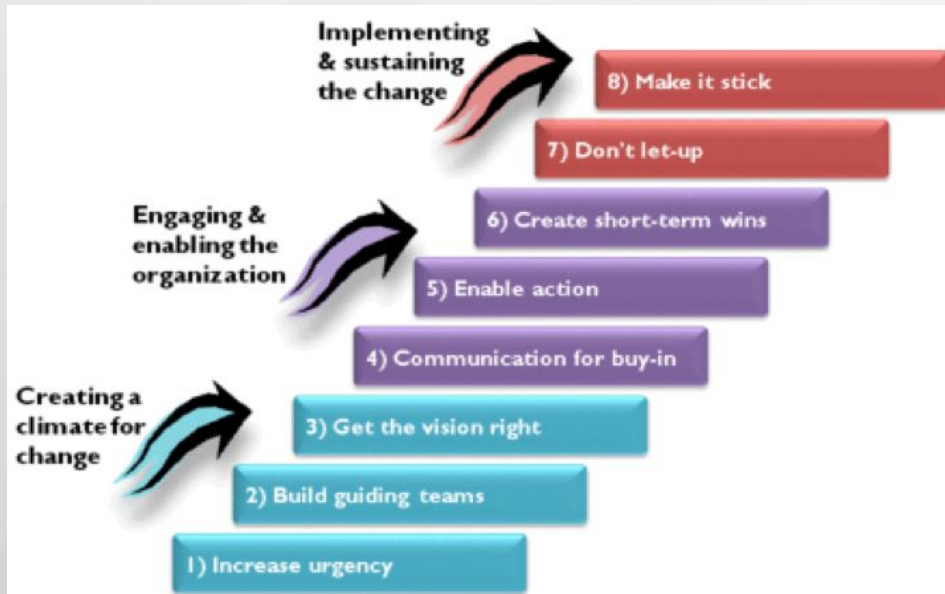 Implementing
& sustaining
the change
8) Make it stick
7) Don't let-up
Engaging &
enabling the
organization
6) Create short-term wins
5) Enable action
4) Communication for buy-in
Creating a
climate for
change
3) Get the vision right
2) Build guiding teams
1) Increase urgency